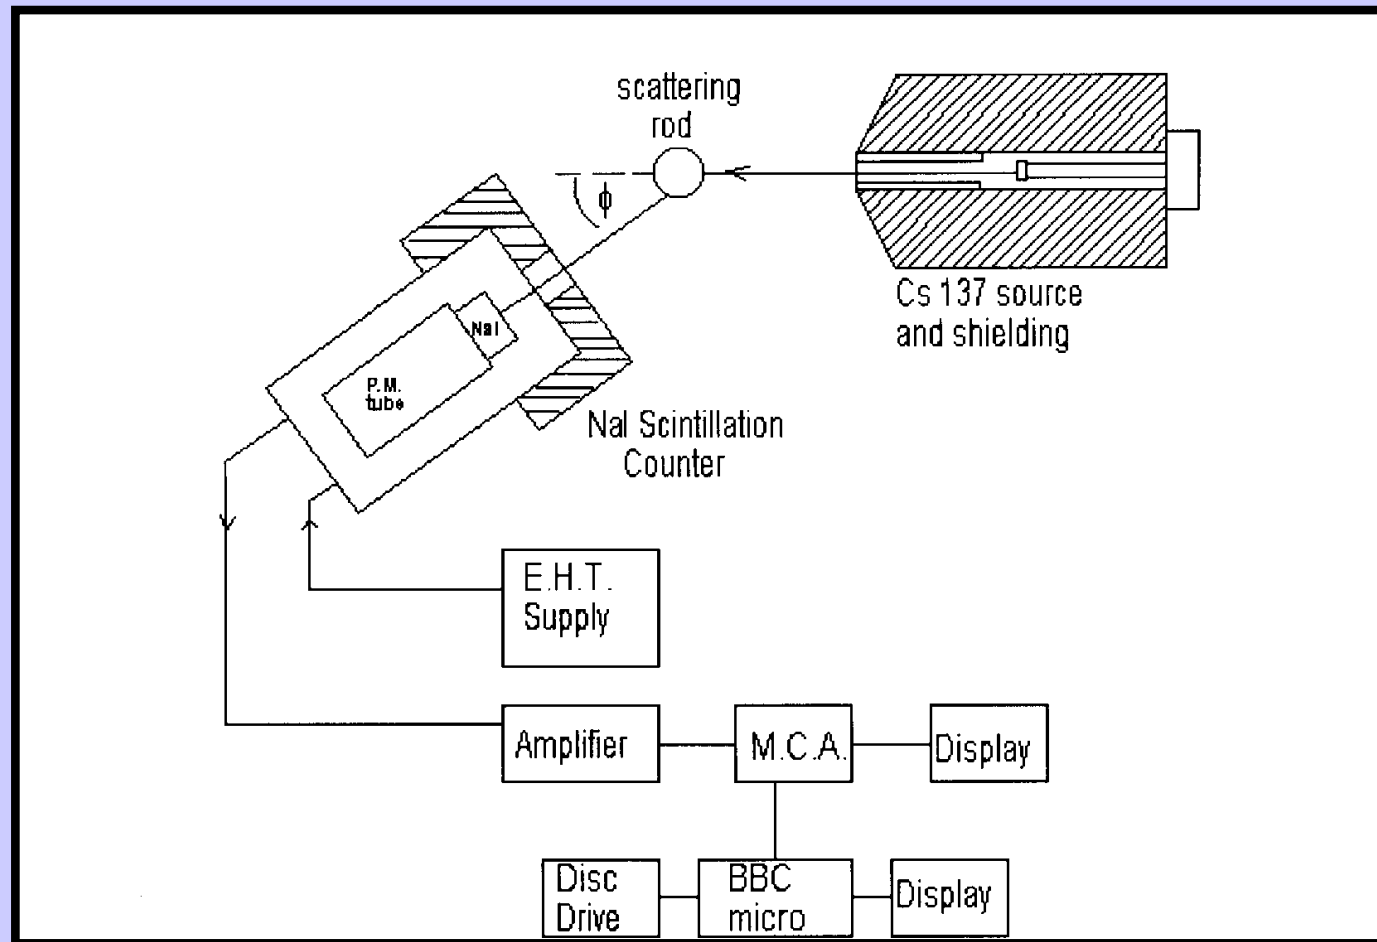 scattering
rod
ϕ
Cs 137 source
and shielding
NaI
P.M.
tube
NaI Scintillation
Counter
E.H.T.
Supply
Amplifier
M.C.A.
Display
Disc
Drive
BBC
micro
Display